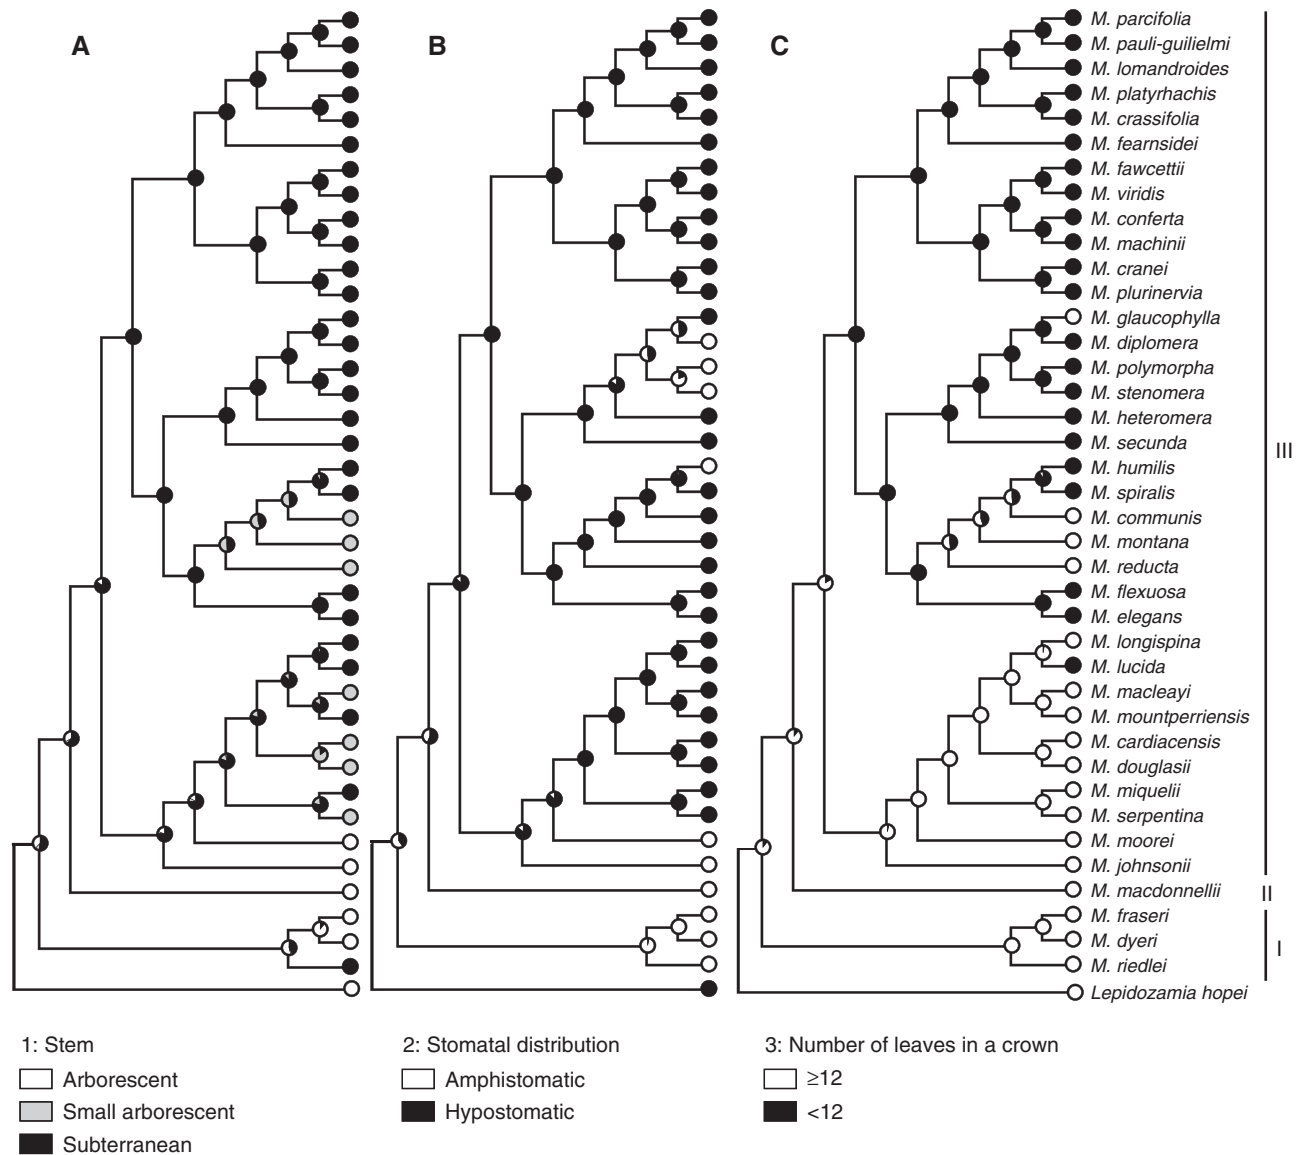 A
B
C
M. parcifolia
M. pauli-guilielmi
M. lomandroides
M. platyrhachis
M. crassifolia
M. fearnsidei
M. fawcettii
M. viridis
M. conferta
M. machinii
M. cranei
M. plurinervia
M. glaucophylla
M. diplomera
M. polymorpha
M. stenomera
M. heteromera
M. secunda
M. humilis
M. spiralis
M. communis
M. montana
M. reducta
M. flexuosa
M. elegans
M. longispina
M. lucida
M. macleayi
M. mountperriensis
M. cardiacensis
M. douglasii
M. miquelii
M. serpentina
M. moorei
M. johnsonii
M. macdonnellii
M. fraseri
M. dyeri
M. riedlei
Lepidozamia hopei
III
II
I
1: Stem
Arborescent
Small arborescent
Subterranean
2: Stomatal distribution
Amphistomatic
Hypostomatic
3: Number of leaves in a crown
≥12
<12